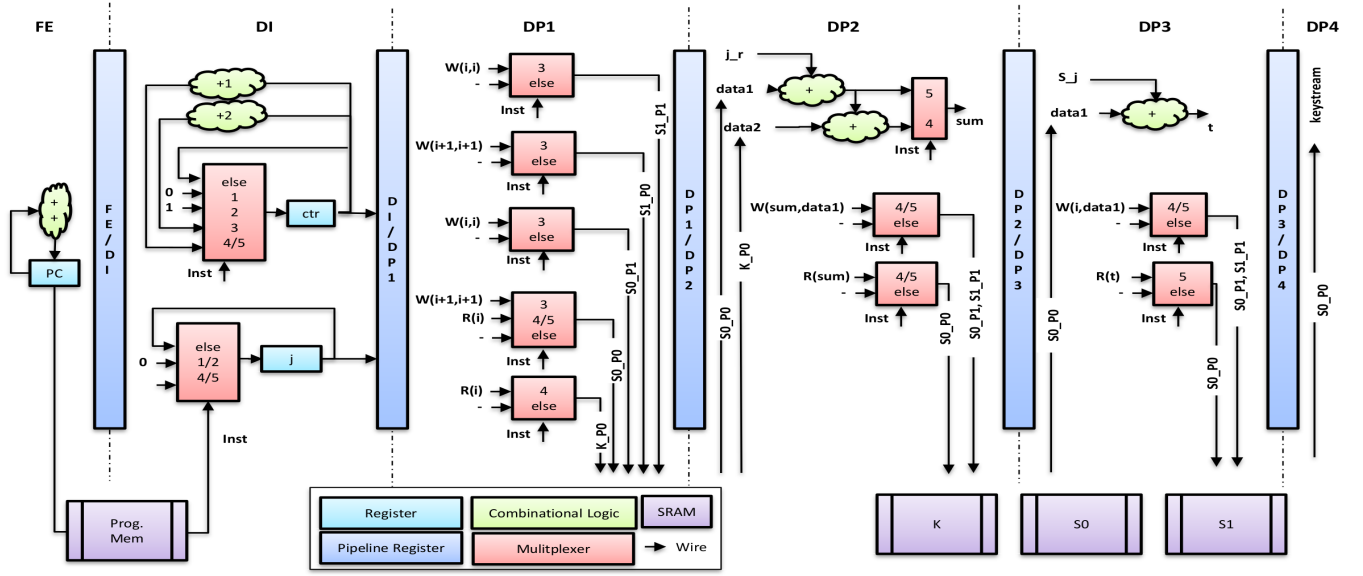 FE
DI
DP1
DP2
DP3
DP4
+
+
PC
FE/DI
+1
+2
0
1
else
1
2
3
4/5
Inst
ctr
0
else
1/2
4/5
j
Inst
Prog.
Mem
DI/DP1
W(i,i)
-
3
else
Inst
S1_P1
W(i+1,i+1)
-
3
else
Inst
S1_P0
W(i,i)
-
3
else
Inst
S0_P1
W(i+1,i+1)
R(i)
-
3
4/5
else
Inst
S0_P0
R(i)
-
4
else
Inst
K_P0
DP1/DP2
S0_P0
K_P0
j_r
data1
data2
+
+
5
4
Inst
sum
W(sum,data1)
-
4/5
else
Inst
S0_P1, S1_P1
R(sum)
-
4/5
else
Inst
S0_P0
DP2/DP3
S0_P0
S_j
data1
+
t
W(i,data1)
-
4/5
else
Inst
S0_P1, S1_P1
R(t)
-
5
else
Inst
S0_P0
DP3/DP4
keystream
S0_P0
Register
Combinational Logic
SRAM
Pipeline Register
Mulitplexer
Wire
K
S0
S1